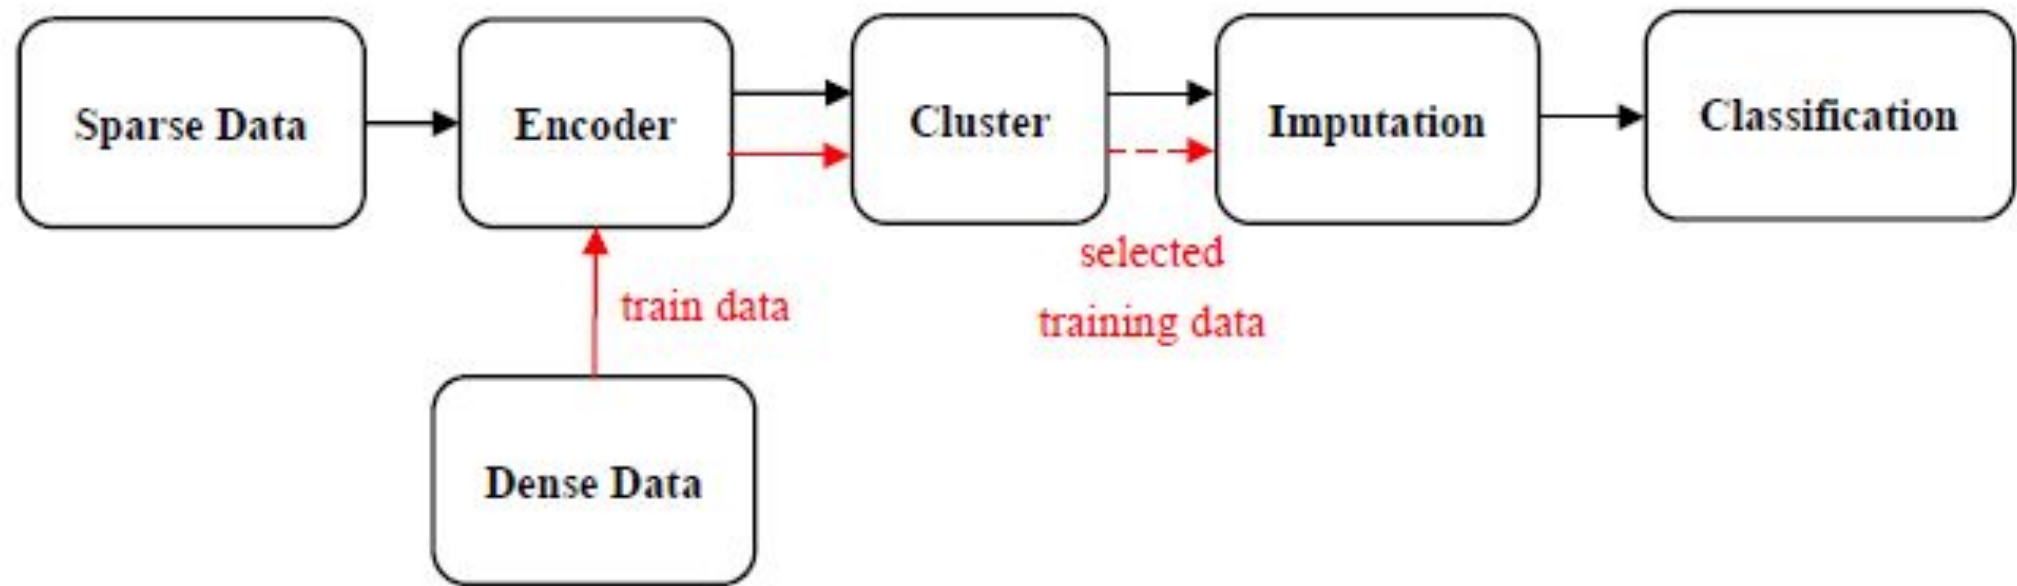 Sparse Data
Encoder
Cluster
Imputation
Classification
train data
selected
training data
Dense Data